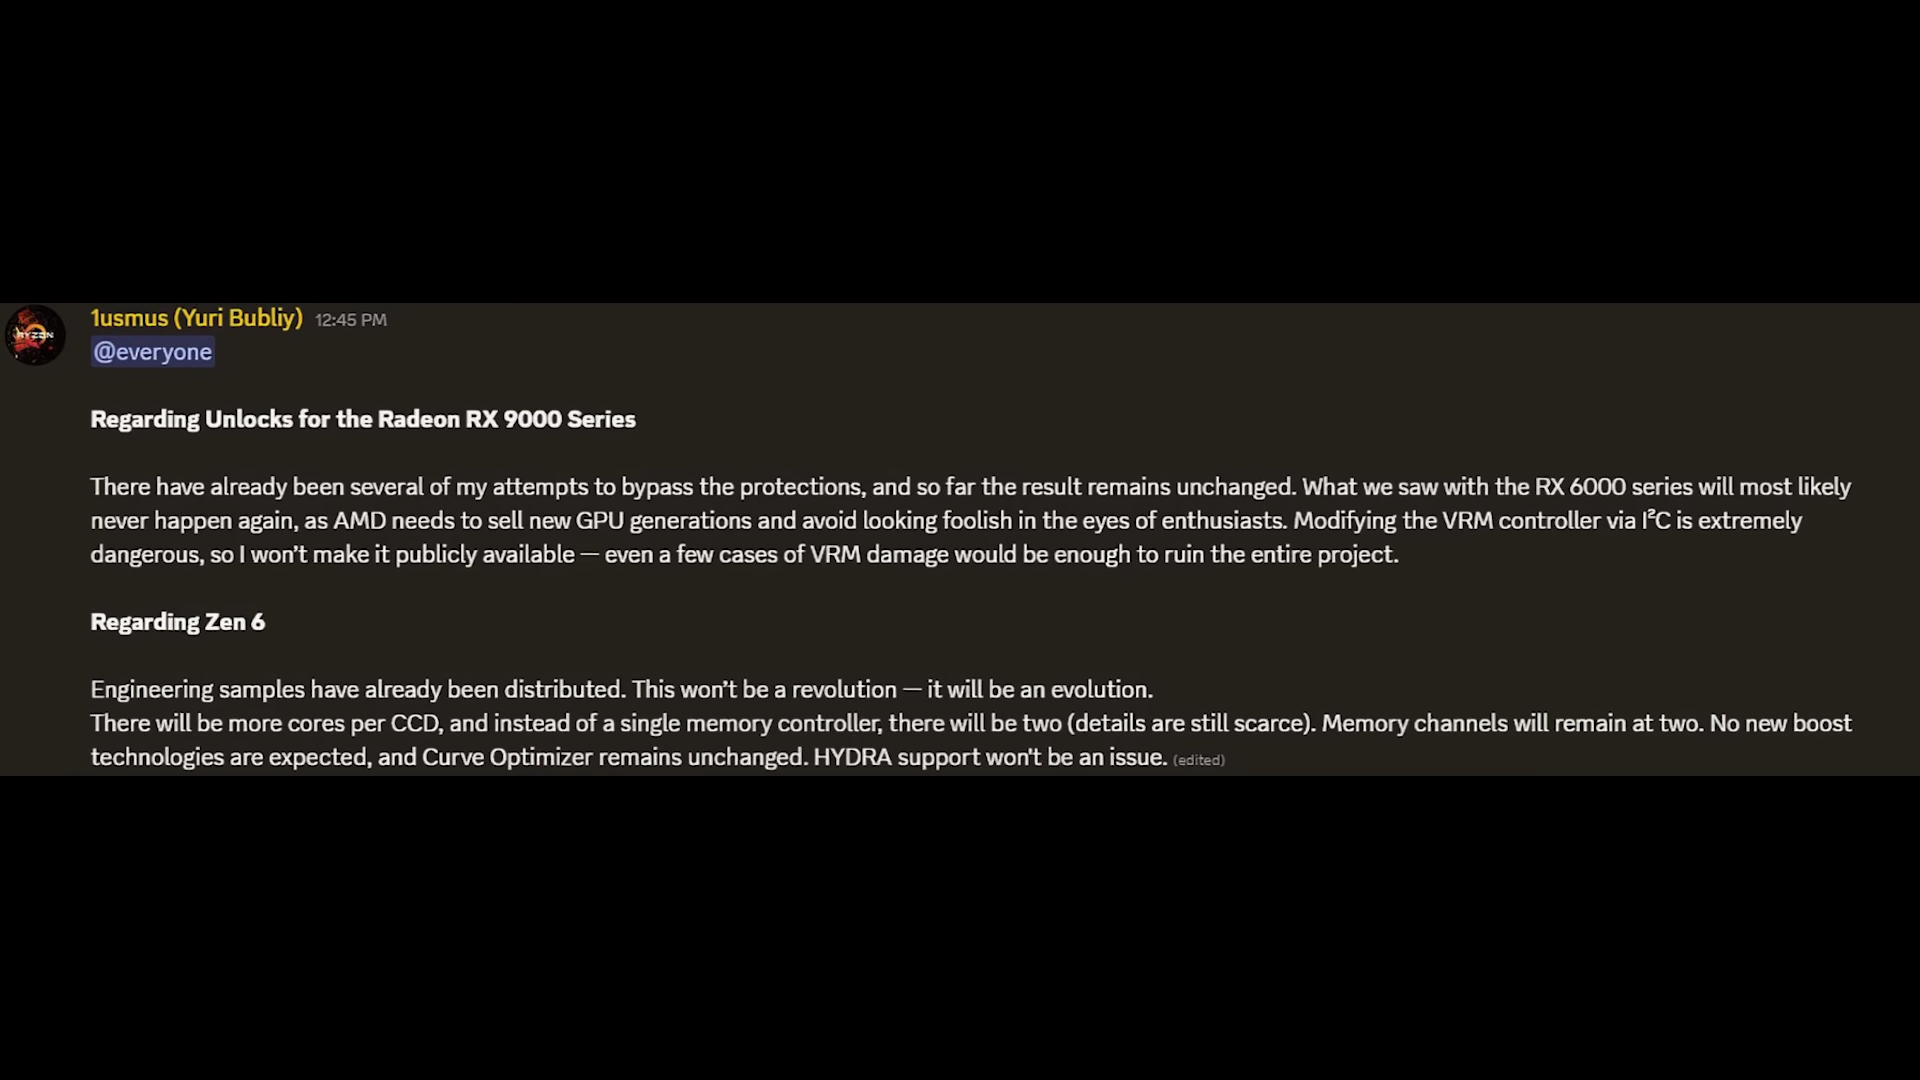 1usmus (Yuri Bubliy) 12:45 PM
@everyone
Regarding Unlocks for the Radeon RX 9000 Series
There have already been several of my attempts to bypass the protections, and so far the result remains unchanged. What we saw with the RX 6000 series will most likely
never happen again, as AMD needs to sell new GPU generations and avoid looking foolish in the eyes of enthusiasts. Modifying the VRM controller via I²C is extremely
dangerous, so I won’t make it publicly available — even a few cases of VRM damage would be enough to ruin the entire project.
Regarding Zen 6
Engineering samples have already been distributed. This won’t be a revolution — it will be an evolution.
There will be more cores per CCD, and instead of a single memory controller, there will be two (details are still scarce). Memory channels will remain at two. No new boost
technologies are expected, and Curve Optimizer remains unchanged. HYDRA support won't be an issue. (edited)
RYZEN